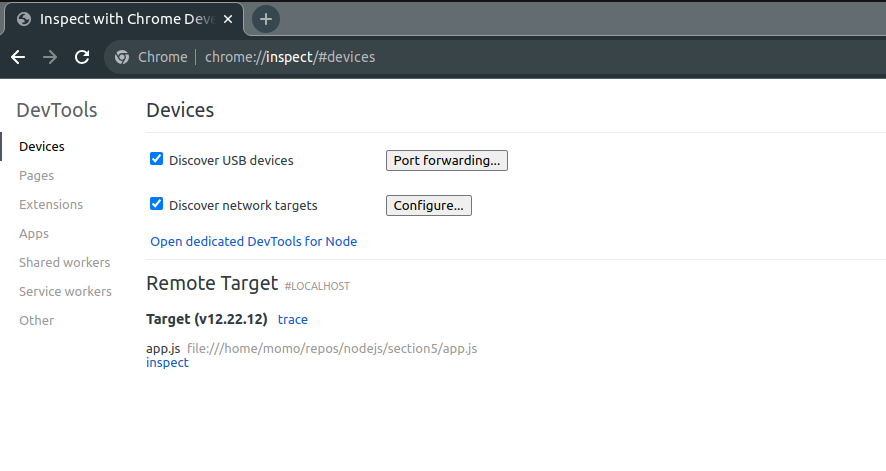 Inspect with Chrome Deve
Chrome chrome://inspect/#devices
DevTools
Devices
Pages
Extensions
Apps
Shared workers
Service workers
Other
Devices
Discover USB devices Port forwarding...
Discover network targets Configure...
Open dedicated DevTools for Node
Remote Target #LOCALHOST
Target (v12.22.12) trace
app.js file:///home/momo/repos/nodejs/section5/app.js
inspect